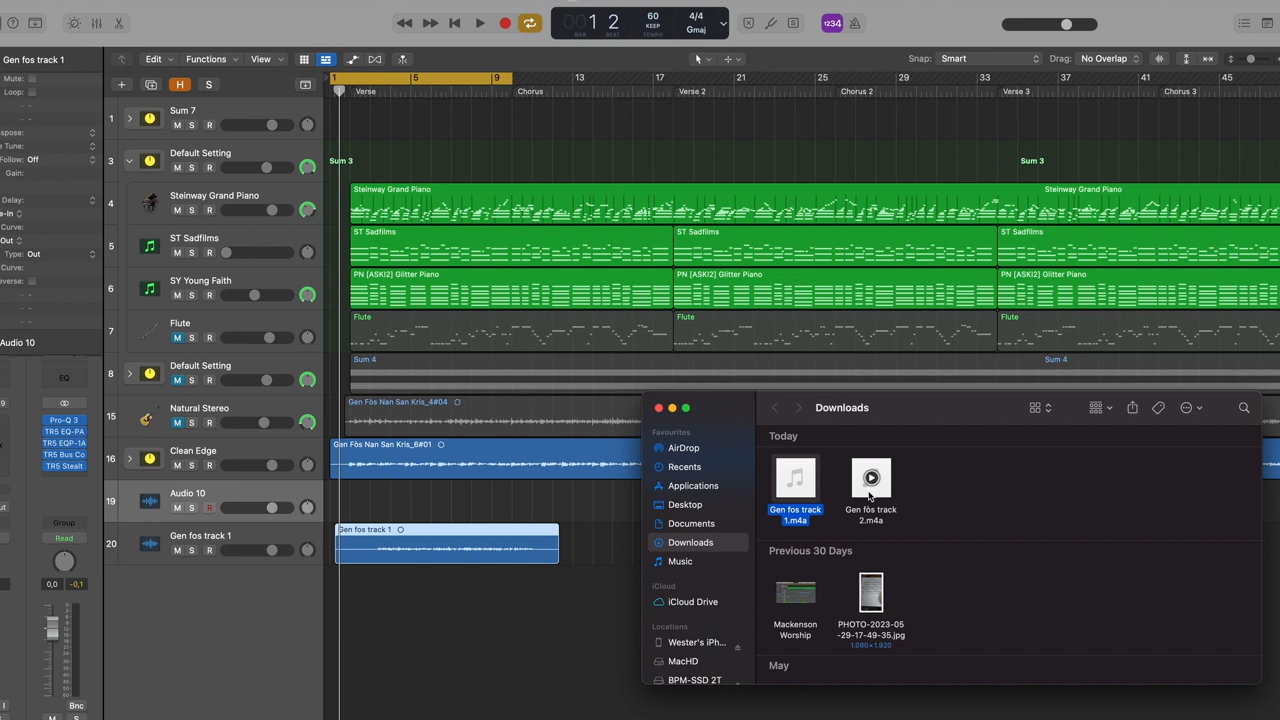 00 1 2
BAR BEAT
60
KEEP
TEMPO
4/4
Gmaj
S
1234
Gen fos track 1
Edit
Functions
View
Snap: Smart
Drag: No Overlap
Mute:
Loop:
H S
1 5 9 13 17 21 25 29 33 37 41 45
Verse Chorus Verse 2 Chorus 2 Verse 3 Chorus 3
1
Sum 7
M S R
3
Default Setting
M S R
Sum 3
Sum 3
4
Steinway Grand Piano
M S R
Steinway Grand Piano
Steinway Grand Piano
5
ST Sadfilms
M S R
ST Sadfilms
ST Sadfilms
ST Sadfilms
6
SY Young Faith
M S R
PN [ASKI2] Glitter Piano
PN [ASKI2] Glitter Piano
PN [ASKI2] Glitter Piano
7
Flute
M S R
Flute
Flute
Flute
8
Default Setting
M S R
Sum 4
Sum 4
15
Natural Stereo
M S R
Gen Fòs Nan San Kris_4#04
16
Clean Edge
M S R
Gen Fòs Nan San Kris_6#01
19
Audio 10
M S R
20
Gen fos track 1
M S R
Gen fos track 1
spose:
e Tune:
Follow: Off
Gain:
Delay:
e-In
Curve:
Out
Type: Out
Curve:
everse:
Audio 10
EQ
Pro-Q 3
TR5 EQ-PA
TR5 EQP-1A
TR5 Bus Co
TR5 Stealt
Group
Read
0,0 -0,1
Bnc
M S
Downloads
Favourites
AirDrop
Recents
Applications
Desktop
Documents
Downloads
Music
iCloud
iCloud Drive
Locations
Wester's iPh...
MacHD
BPM-SSD 2T
Today
Gen fos track
1.m4a
Gen fòs track
2.m4a
Previous 30 Days
Mackenson
Worship
PHOTO-2023-05
-29-17-49-35.jpg
1.080×1.920
May